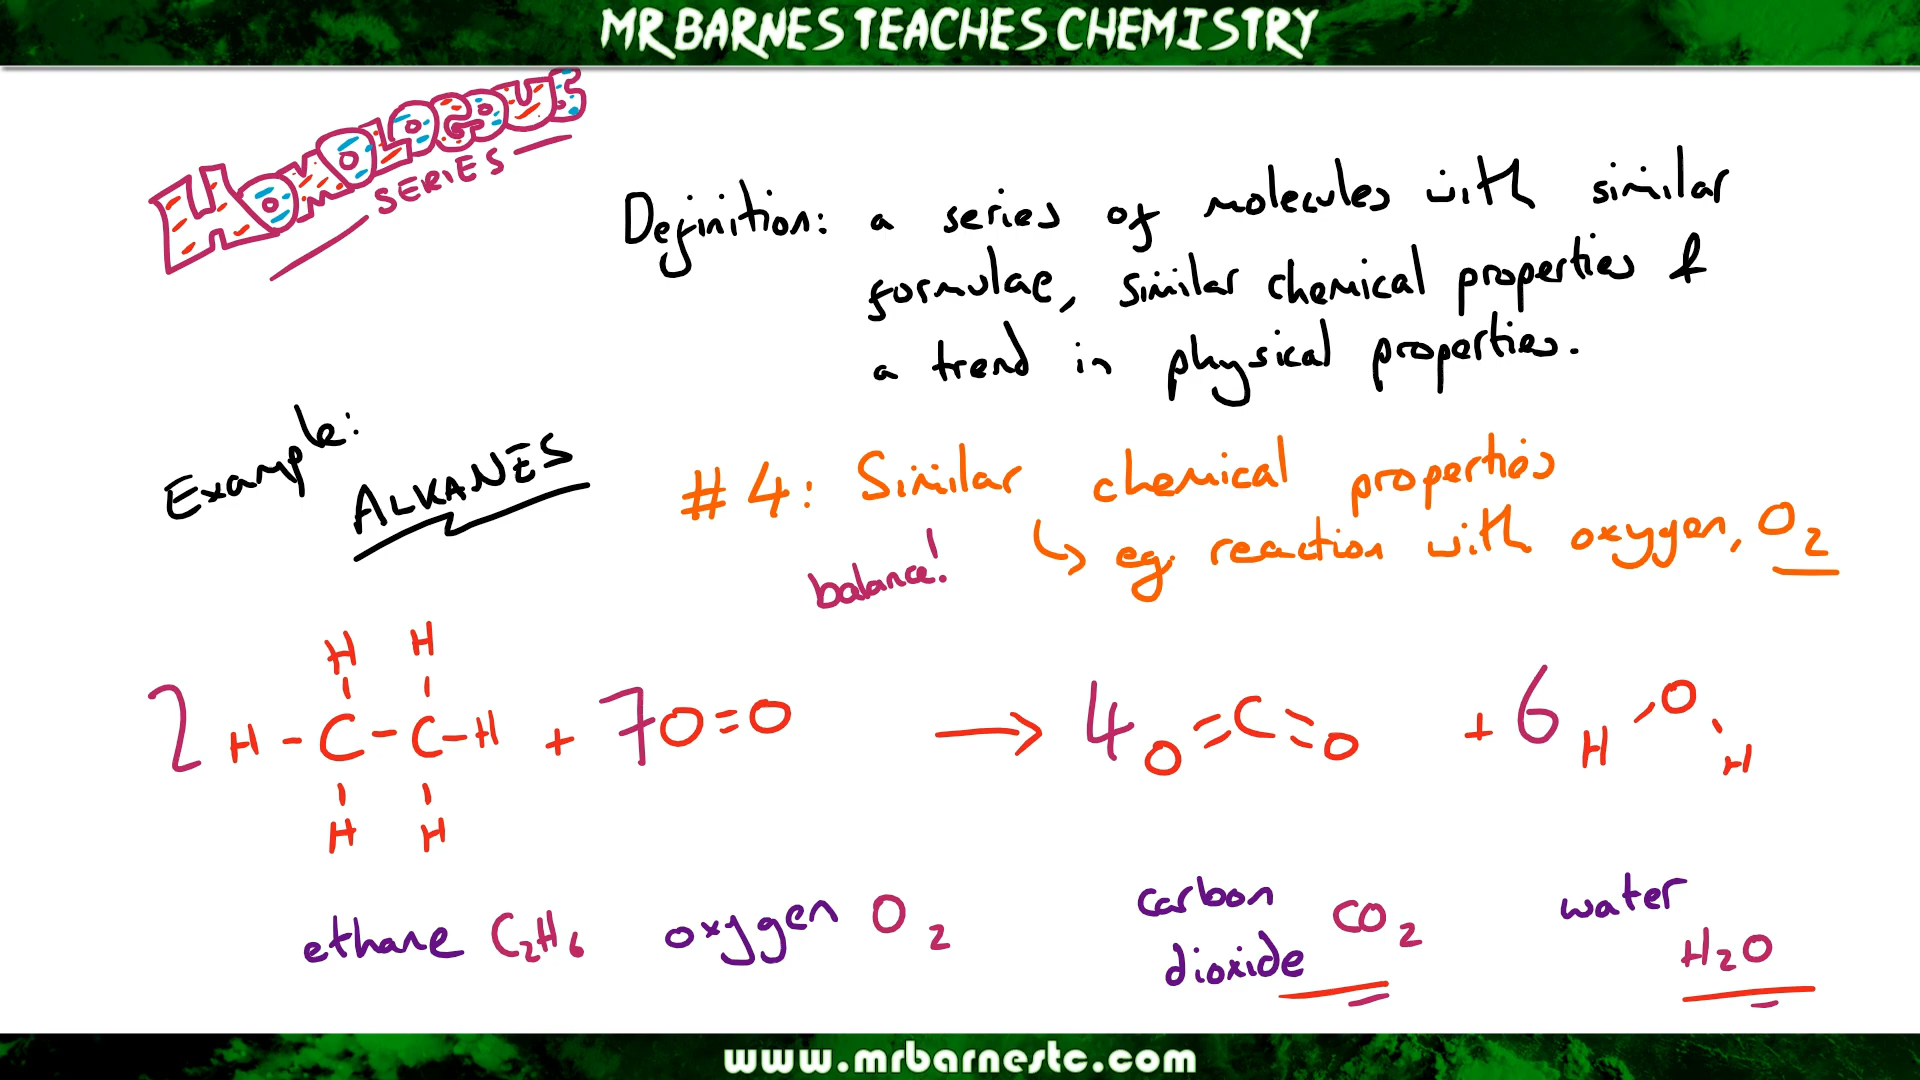 MR BARNES TEACHES CHEMISTRY
HOMOLOGOUS
SERIES
Definition: a series of molecules with similar
formulae, similar chemical properties &
a trend in physical properties.
Example:
ALKANES
#4: Similar chemical properties
↳ eg. reaction with oxygen, O₂
balance!
H H
2 H-C-C-H + 7 O=O → 4 O=C=O + 6 H-O-H
H H
ethane C₂H₆ oxygen O₂ carbon dioxide CO₂ water H₂O
www.mrbarnestc.com